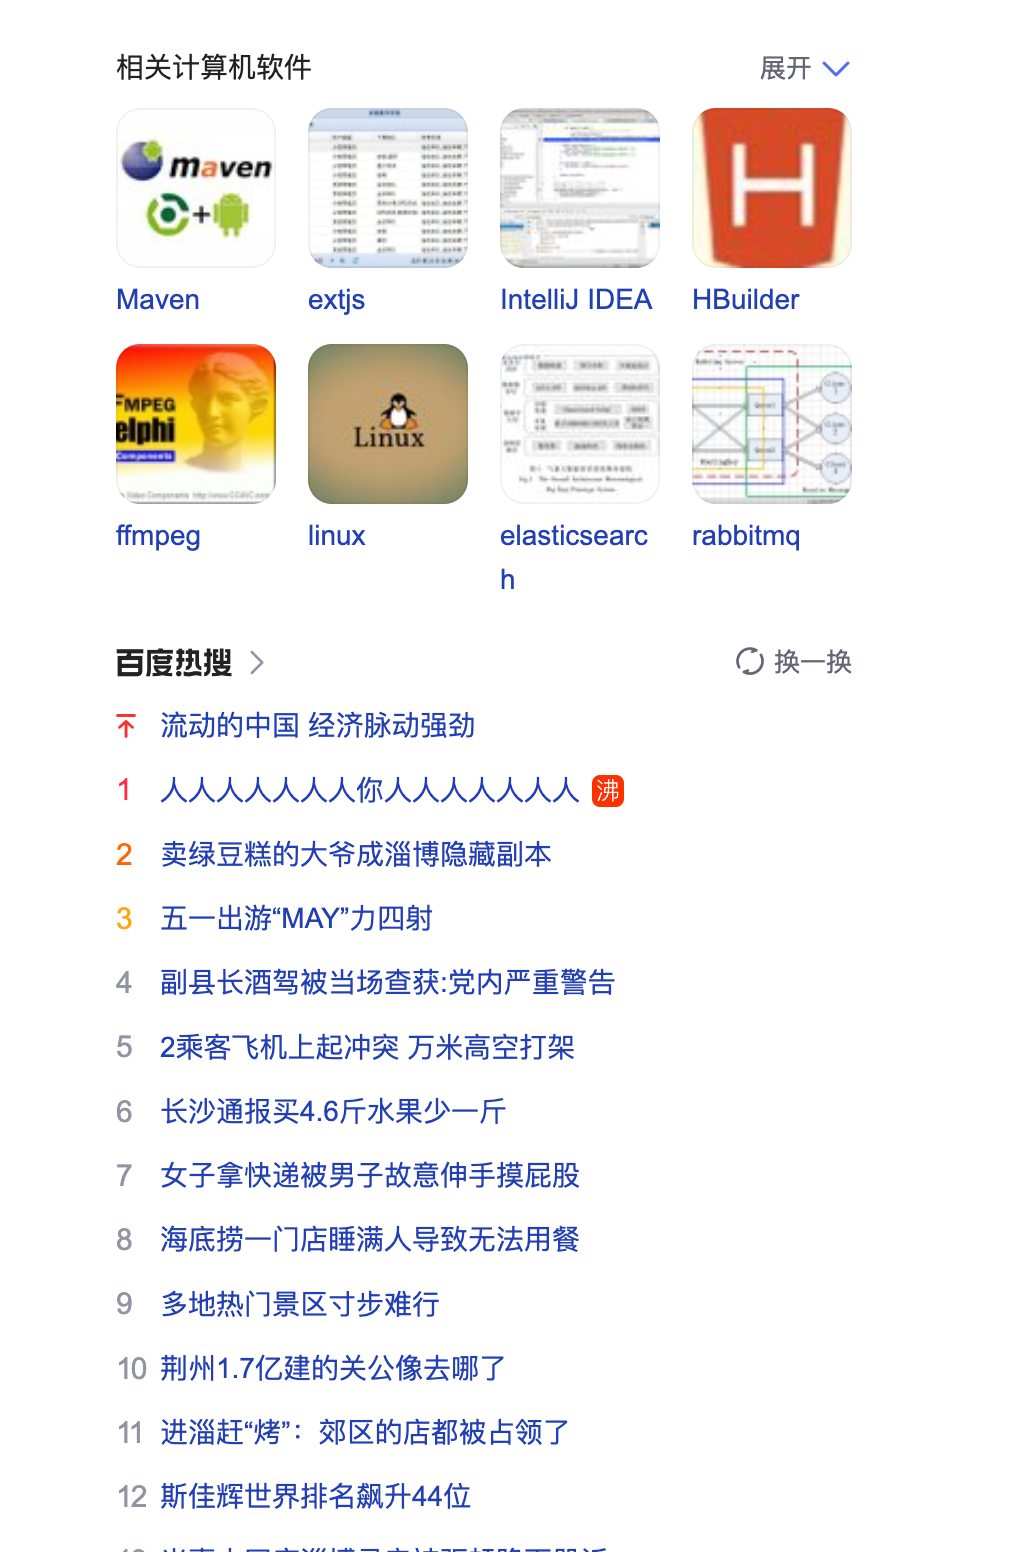 相关计算机软件 展开
maven
+
Maven extjs IntelliJ IDEA HBuilder
FMPEG
elphi
Components
Linux
ffmpeg linux elasticsearc
h
rabbitmq
百度热搜 换一换
流动的中国 经济脉动强劲
1 人人人人人人人你人人人人人人人 沸
2 卖绿豆糕的大爷成淄博隐藏副本
3 五一出游“MAY”力四射
4 副县长酒驾被当场查获:党内严重警告
5 2乘客飞机上起冲突 万米高空打架
6 长沙通报买4.6斤水果少一斤
7 女子拿快递被男子故意伸手摸屁股
8 海底捞一门店睡满人导致无法用餐
9 多地热门景区寸步难行
10 荆州1.7亿建的关公像去哪了
11 进淄赶“烤”：郊区的店都被占领了
12 斯佳辉世界排名飙升44位